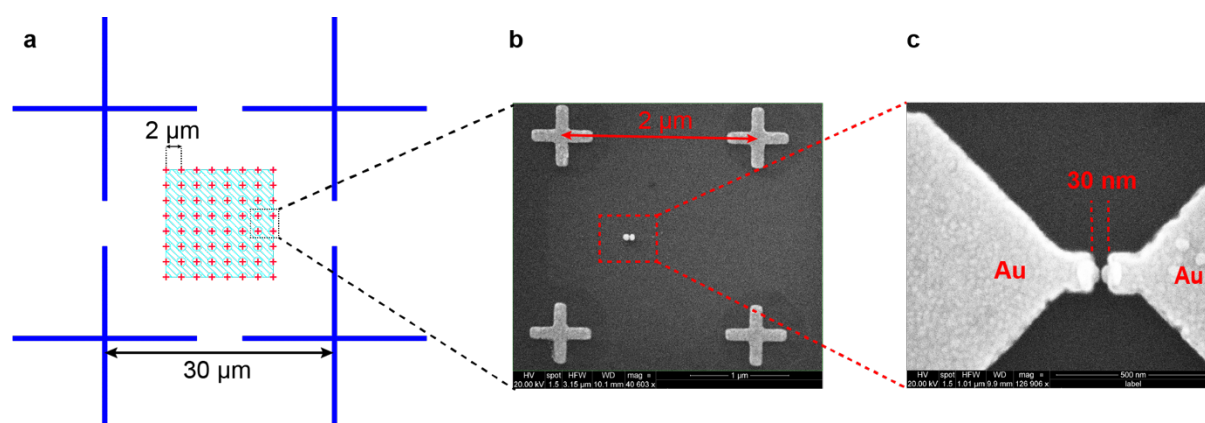 a
2 µm
30 µm
b
2 µm
HV spot HFW WD mag ¤ 1 µm
20.00 kV 1.5 3.15 µm 10.1 mm 40 603 x
c
30 nm
Au
Au
HV spot HFW WD mag ¤ 500 nm
20.00 kV 1.5 1.01 µm 9.9 mm 126 906 x label